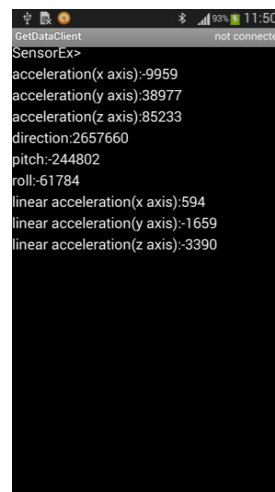 93% 11:50
GetDataClient not connecte
SensorEx>
acceleration(x axis):-9959
acceleration(y axis):38977
acceleration(z axis):85233
direction:2657660
pitch:-244802
roll:-61784
linear acceleration(x axis):594
linear acceleration(y axis):-1659
linear acceleration(z axis):-3390